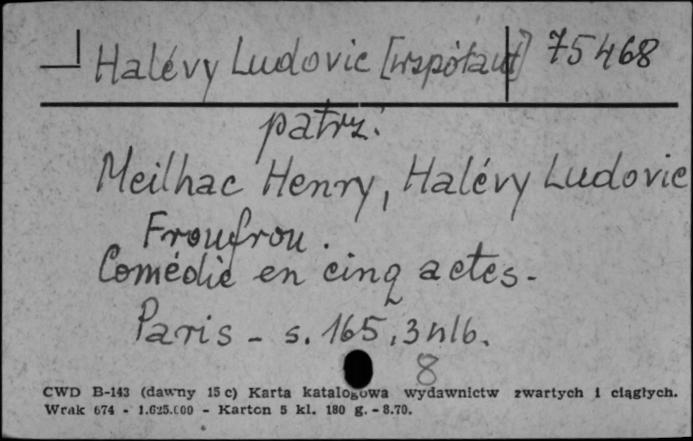 Halévy Ludovic [współaut] 75468
patrz:
Meilhac Henry, Halévy Ludovic
Froufrou.
Comédie en cinq actes.
Paris - s. 165, 3 nlb.
8
CWD B-143 (dawny 15 c) Karta katalogowa wydawnictw zwartych i ciągłych.
Wrak 674 - 1.625.000 - Karton 5 kl. 180 g. - 8.70.